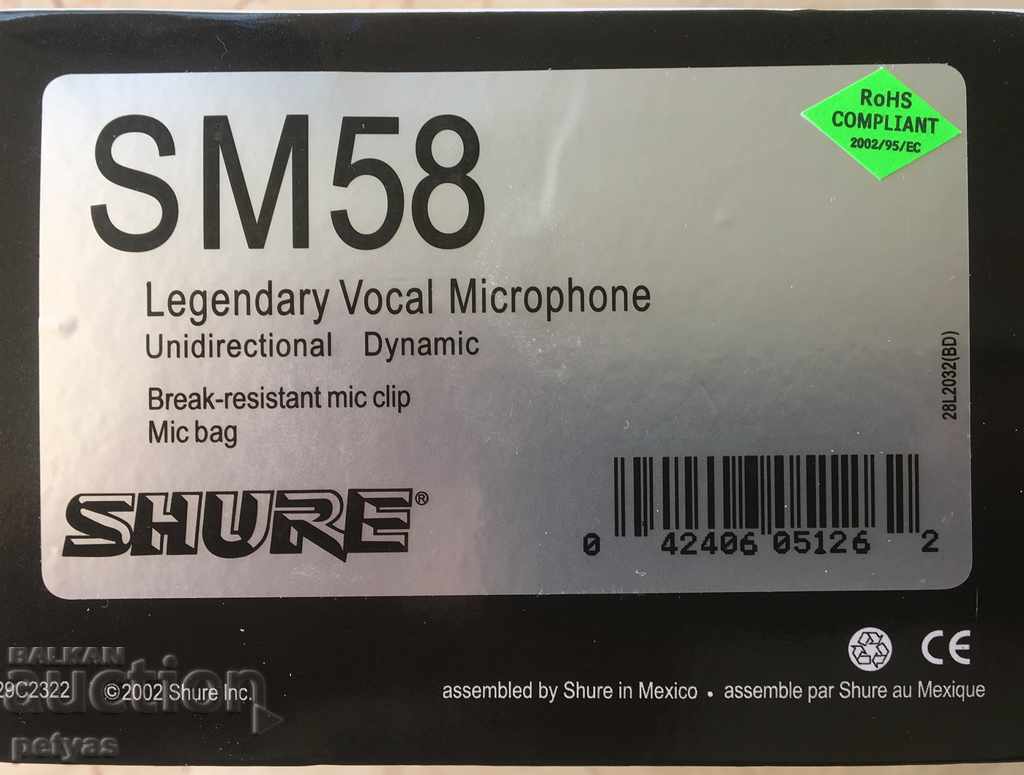 SM58
RoHS
COMPLIANT
2002/95/EC
Legendary Vocal Microphone
Unidirectional Dynamic
Break-resistant mic clip
Mic bag
28L2032(BD)
SHURE®
0 42406 05126 2
CE
29C2322 ©2002 Shure Inc.
assembled by Shure in Mexico • assemble par Shure au Mexique
BALKAN
auction
petyas